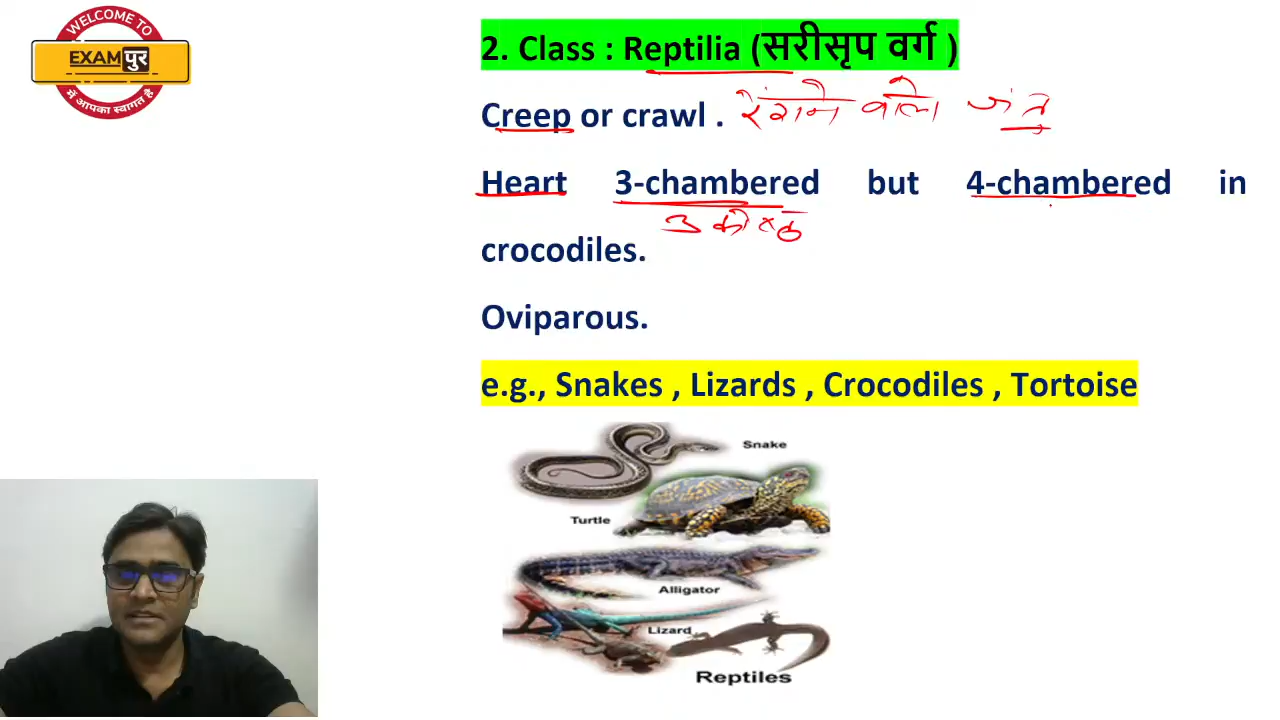 WELCOME TO
EXAMपुर
में आपका स्वागत है
2. Class : Reptilia (सरीसृप वर्ग )
Creep or crawl . रेंगने वाले जंतु
Heart 3-chambered but 4-chambered in
3 कोष्ठ
crocodiles.
Oviparous.
e.g., Snakes , Lizards , Crocodiles , Tortoise
Snake
Turtle
Alligator
Lizard
Reptiles